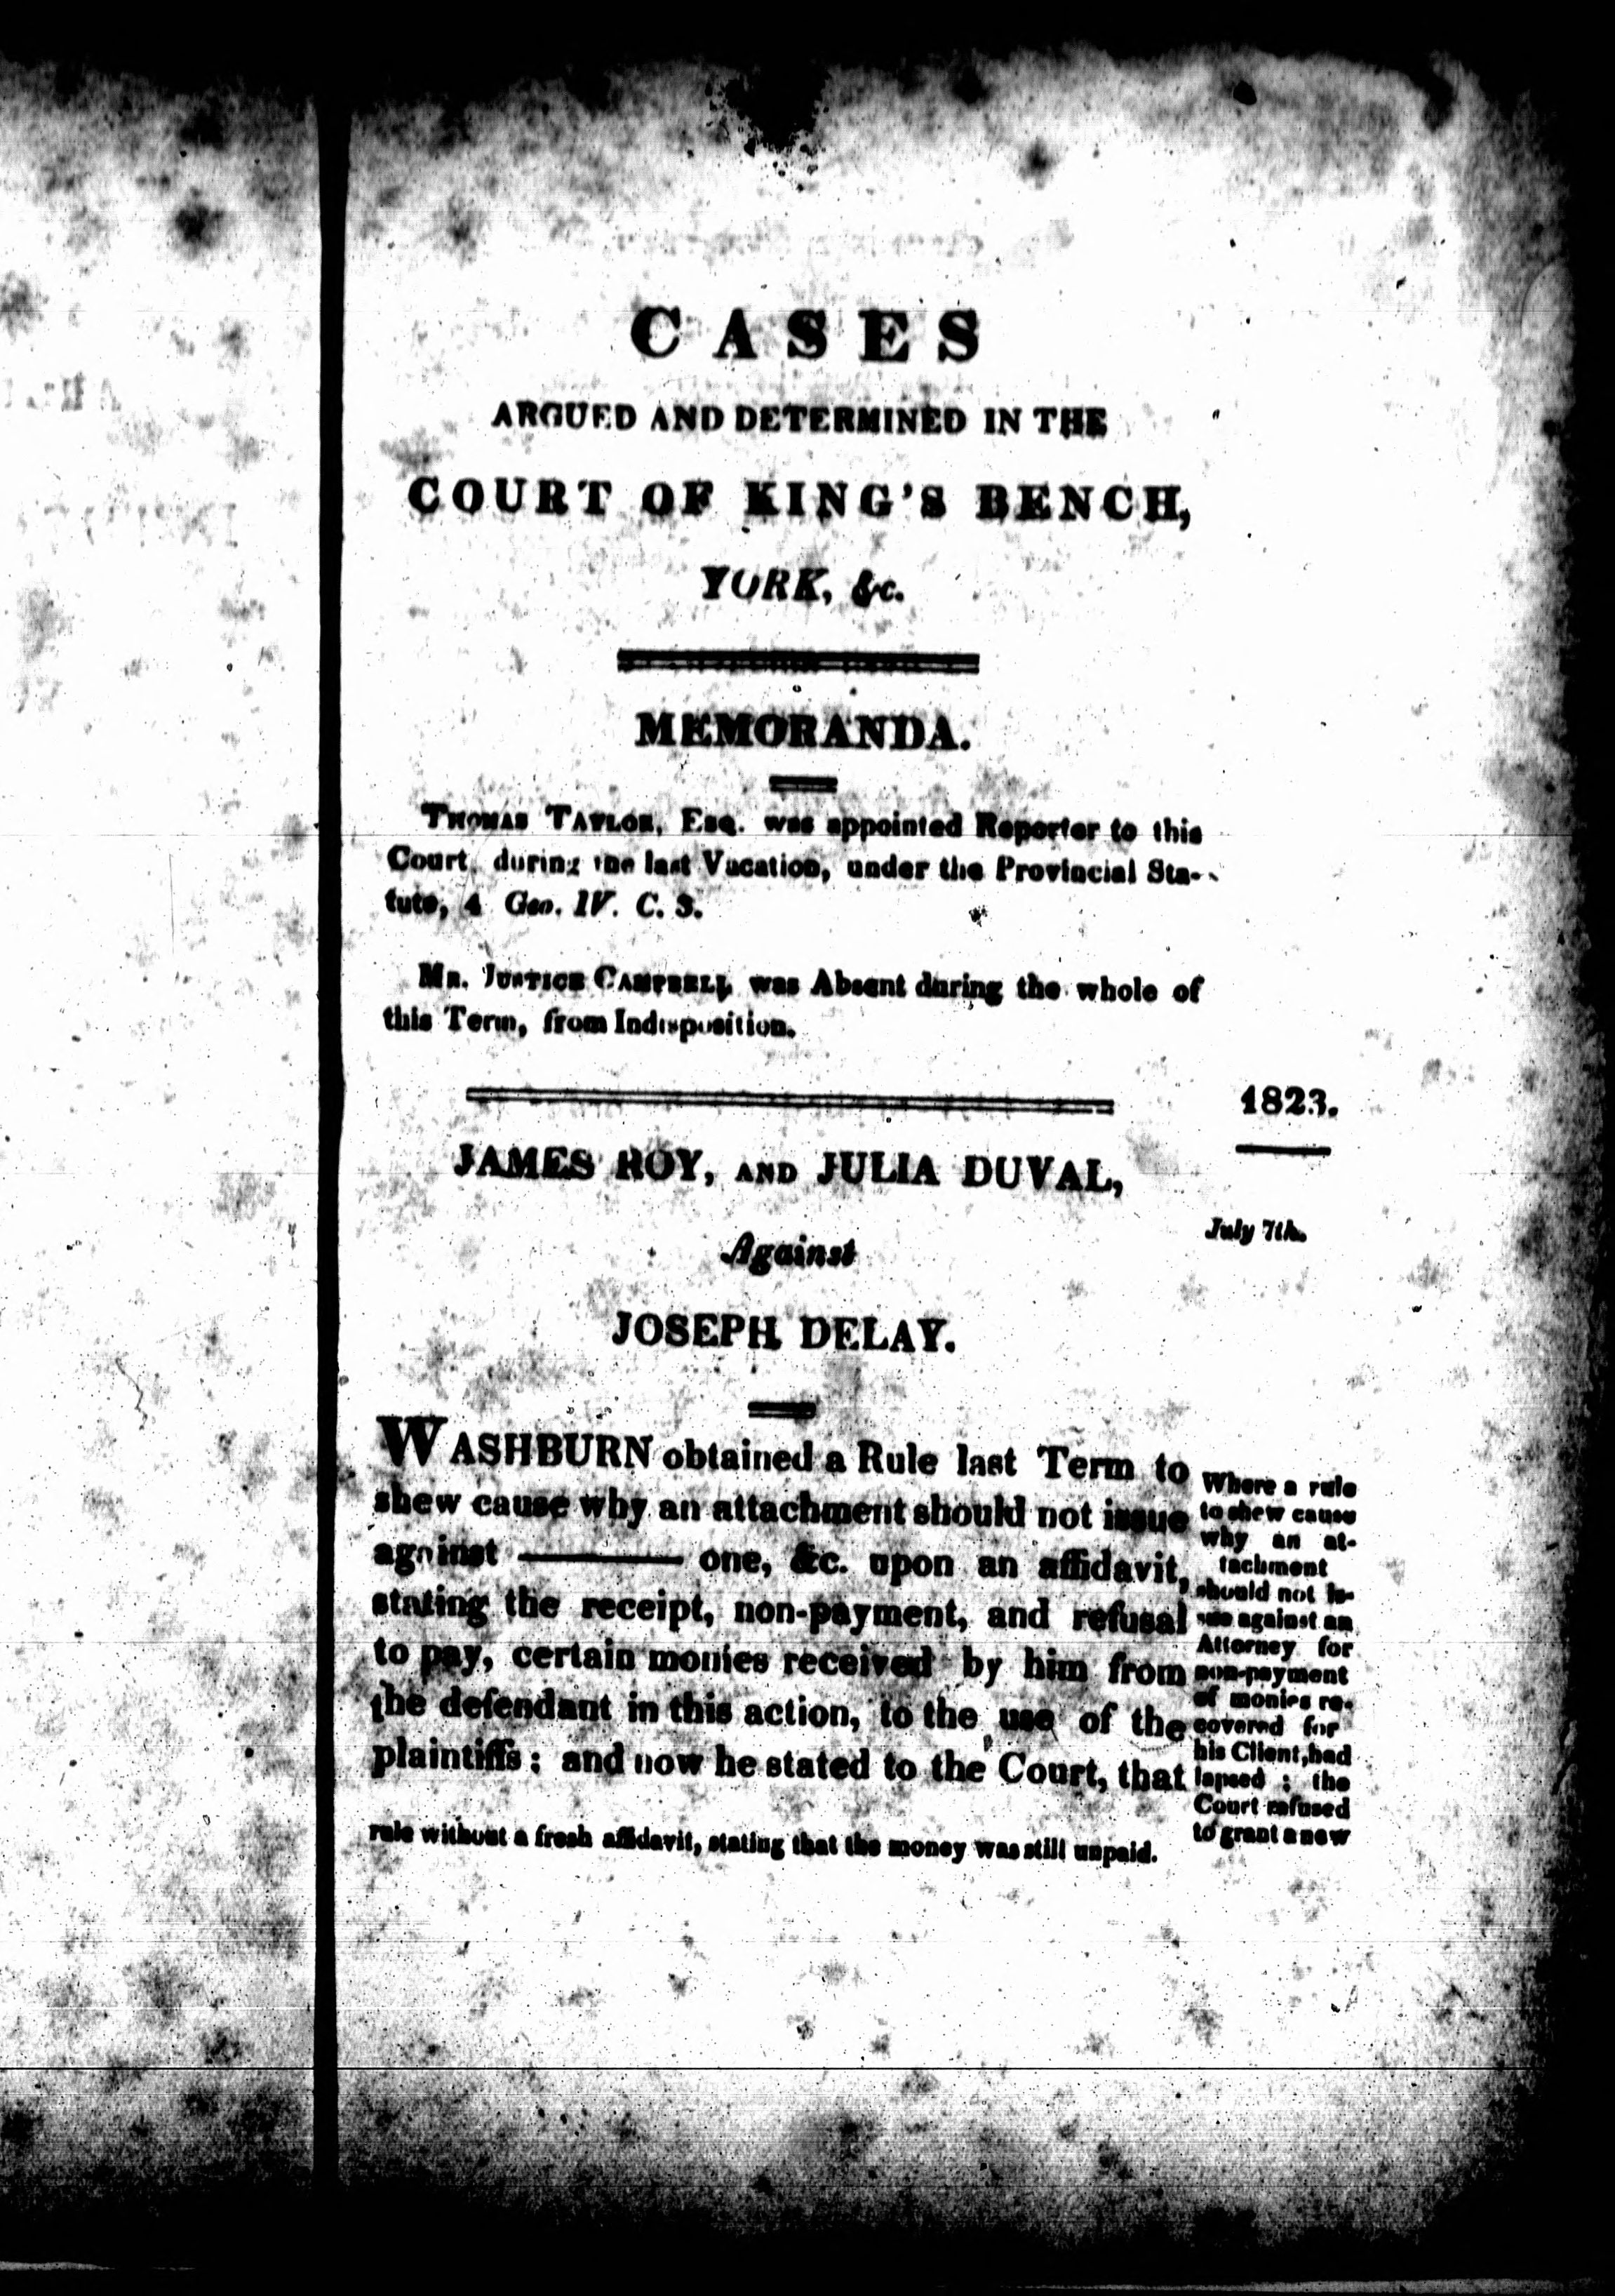 CASES
ARGUED AND DETERMINED IN THE
COURT OF KING'S BENCH,
YORK, &c.
MEMORANDA.
THOMAS TAYLOR, ESQ. was appointed Reporter to this
Court, during the last Vacation, under the Provincial Sta-
tute, 4 Geo. IV. C. 3.
MR. JUSTICE CAMPBELL was Absent during the whole of
this Term, from Indisposition.
1823.
JAMES ROY, AND JULIA DUVAL,
July 7th.
Against
JOSEPH DELAY.
WASHBURN obtained a Rule last Term to
shew cause why an attachment should not issue
against ——— one, &c. upon an affidavit,
stating the receipt, non-payment, and refusal
to pay, certain monies received by him from
the defendant in this action, to the use of the
plaintiffs; and now he stated to the Court, that
Where a rule
to shew cause
why an at-
tachment
should not is-
sue against an
Attorney for
non-payment
of monies re-
covered for
his Client, had
lapsed; the
Court refused
to grant a new
rule without a fresh affidavit, stating that the money was still unpaid.